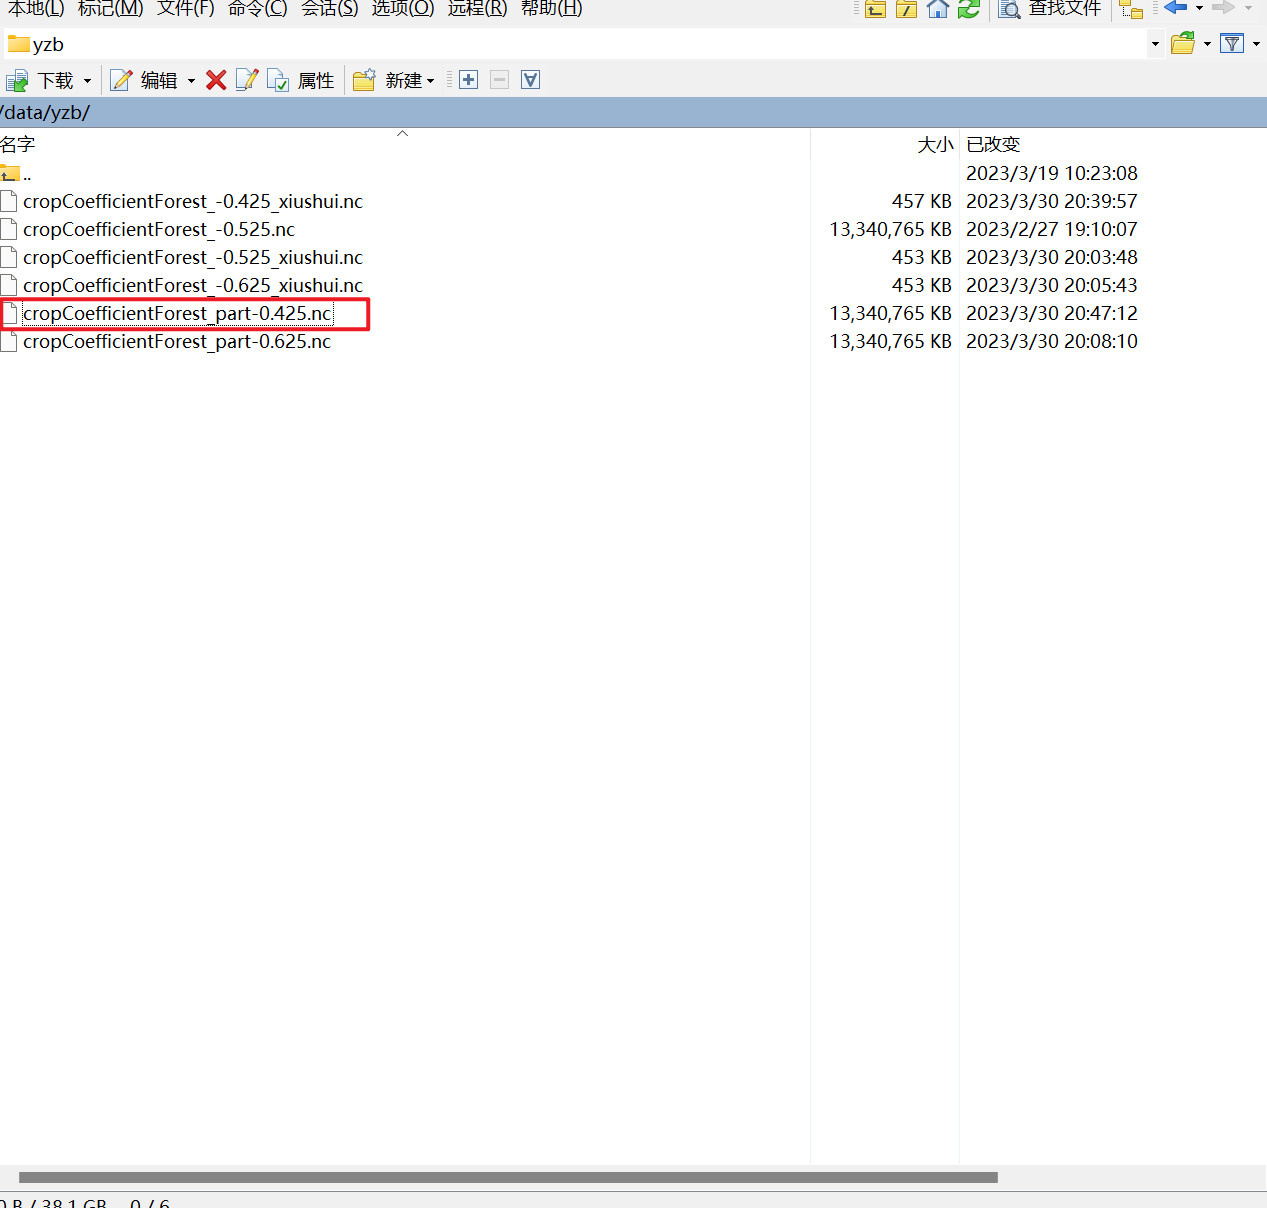 本地(L) 标记(M) 文件(F) 命令(C) 会话(S) 选项(O) 远程(R) 帮助(H) 查找文件
yzb
下载 编辑 属性 新建
/data/yzb/
名字 大小 已改变
.. 2023/3/19 10:23:08
cropCoefficientForest_-0.425_xiushui.nc 457 KB 2023/3/30 20:39:57
cropCoefficientForest_-0.525.nc 13,340,765 KB 2023/2/27 19:10:07
cropCoefficientForest_-0.525_xiushui.nc 453 KB 2023/3/30 20:03:48
cropCoefficientForest_-0.625_xiushui.nc 453 KB 2023/3/30 20:05:43
cropCoefficientForest_part-0.425.nc 13,340,765 KB 2023/3/30 20:47:12
cropCoefficientForest_part-0.625.nc 13,340,765 KB 2023/3/30 20:08:10
0 B / 38.1 GB 0 / 6